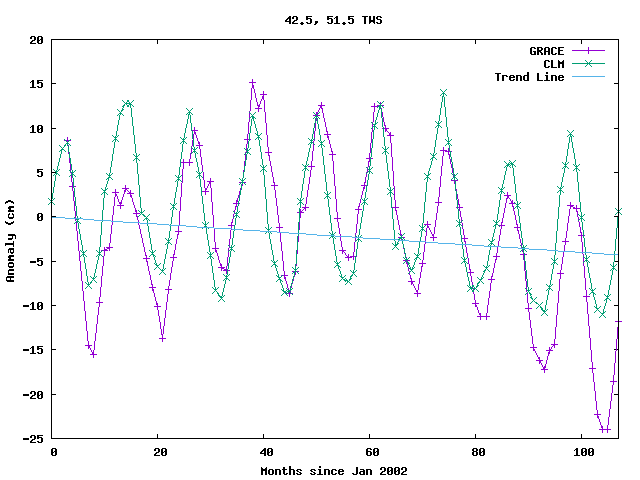 42.5, 51.5 TWS
GRACE
CLM
Trend Line
20
15
10
5
0
-5
-10
-15
-20
-25
Anomaly (cm)
0 20 40 60 80 100
Months since Jan 2002